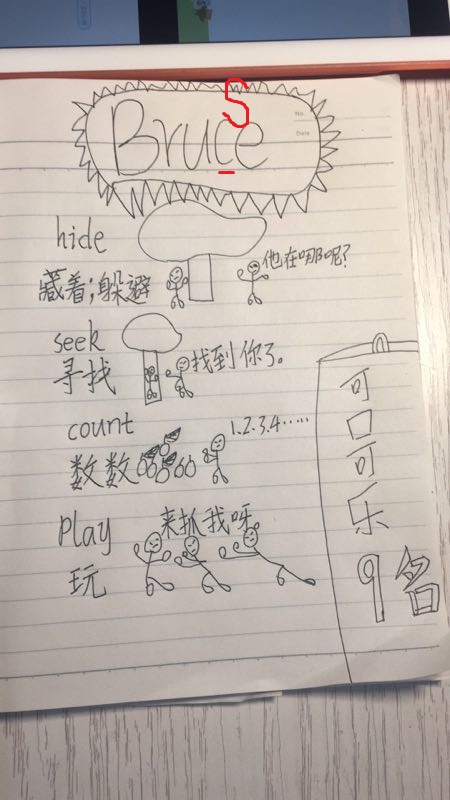 S
Bruce
No.
Date.
hide
藏着;躲避
他在哪呢?
seek
寻找
找到你了。
count
1.2.3.4……
数数
play
来抓我呀
玩
可口可乐
9名